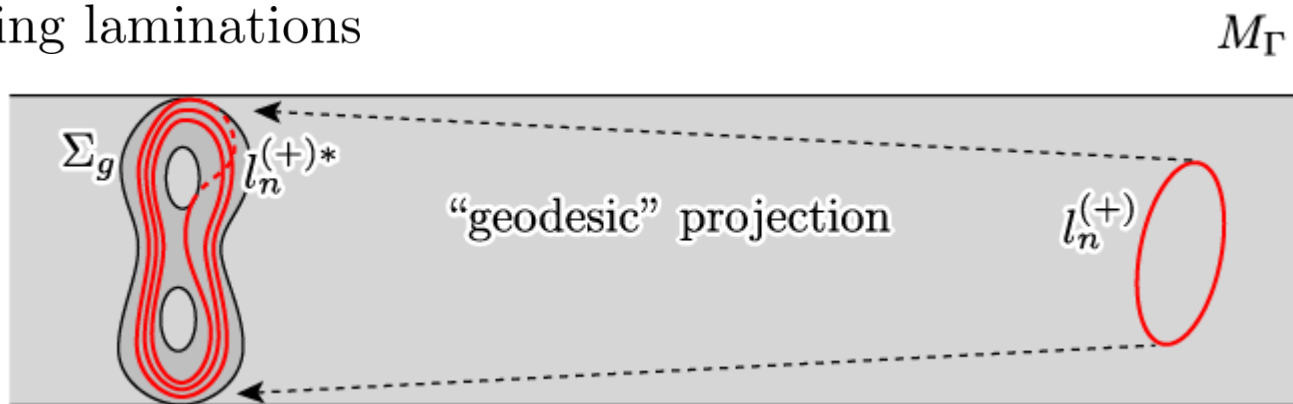 ing laminations
M_Γ
Σ_g
l_n^{(+)*}
“geodesic” projection
l_n^{(+)}